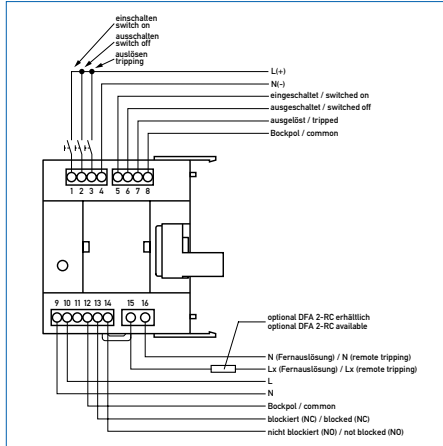 einschalten
switch on
ausschalten
switch off
auslösen
tripping
L(+)
N(-)
eingeschaltet / switched on
ausgeschaltet / switched off
ausgelöst / tripped
Bockpol / common
1 2 3 4 5 6 7 8
9 10 11 12 13 14 15 16
optional DFA 2-RC erhältlich
optional DFA 2-RC available
N (Fernauslösung) / N (remote tripping)
Lx (Fernauslösung) / Lx (remote tripping)
L
N
Bockpol / common
blockiert (NC) / blocked (NC)
nicht blockiert (NO) / not blocked (NO)